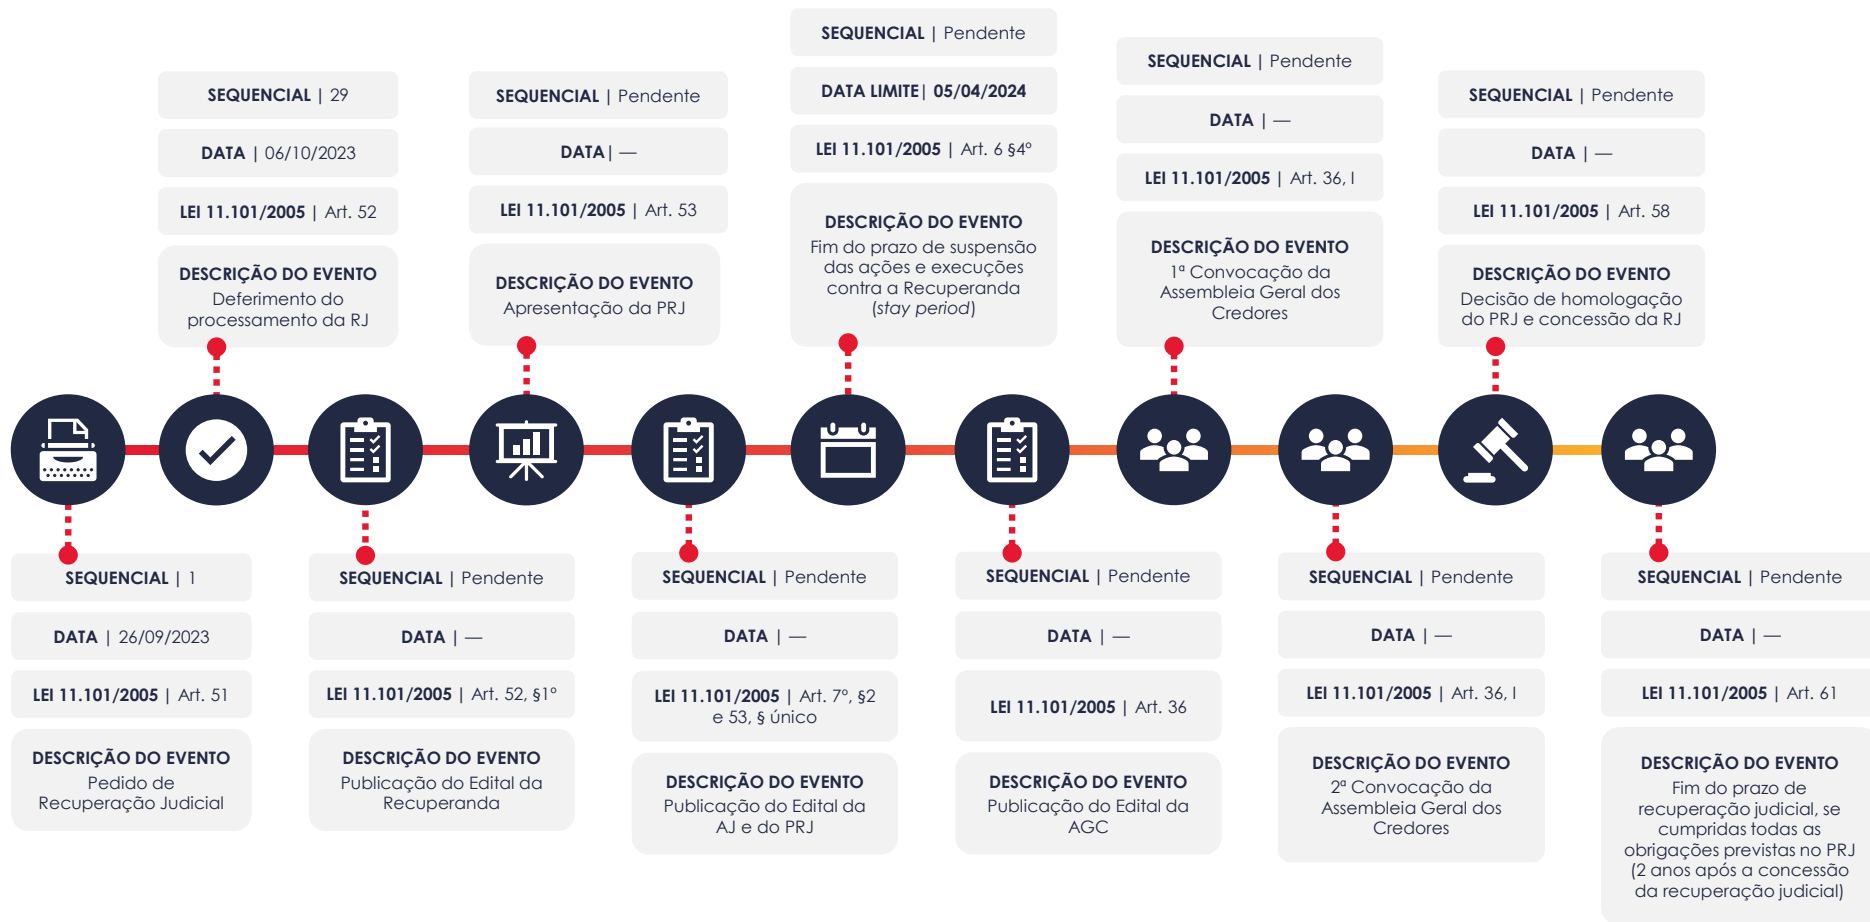 SEQUENCIAL | 1
DATA | 26/09/2023
LEI 11.101/2005 | Art. 51
DESCRIÇÃO DO EVENTO
Pedido de
Recuperação Judicial
SEQUENCIAL | 29
DATA | 06/10/2023
LEI 11.101/2005 | Art. 52
DESCRIÇÃO DO EVENTO
Deferimento do
processamento da RJ
SEQUENCIAL | Pendente
DATA | —
LEI 11.101/2005 | Art. 52, §1º
DESCRIÇÃO DO EVENTO
Publicação do Edital da
Recuperanda
SEQUENCIAL | Pendente
DATA| —
LEI 11.101/2005 | Art. 53
DESCRIÇÃO DO EVENTO
Apresentação da PRJ
SEQUENCIAL | Pendente
DATA | —
LEI 11.101/2005 | Art. 7º, §2
e 53, § único
DESCRIÇÃO DO EVENTO
Publicação do Edital da
AJ e do PRJ
SEQUENCIAL | Pendente
DATA LIMITE| 05/04/2024
LEI 11.101/2005 | Art. 6 §4º
DESCRIÇÃO DO EVENTO
Fim do prazo de suspensão
das ações e execuções
contra a Recuperanda
(stay period)
SEQUENCIAL | Pendente
DATA | —
LEI 11.101/2005 | Art. 36
DESCRIÇÃO DO EVENTO
Publicação do Edital da
AGC
SEQUENCIAL | Pendente
DATA | —
LEI 11.101/2005 | Art. 36, I
DESCRIÇÃO DO EVENTO
1ª Convocação da
Assembleia Geral dos
Credores
SEQUENCIAL | Pendente
DATA | —
LEI 11.101/2005 | Art. 36, I
DESCRIÇÃO DO EVENTO
2ª Convocação da
Assembleia Geral dos
Credores
SEQUENCIAL | Pendente
DATA | —
LEI 11.101/2005 | Art. 58
DESCRIÇÃO DO EVENTO
Decisão de homologação
do PRJ e concessão da RJ
SEQUENCIAL | Pendente
DATA | —
LEI 11.101/2005 | Art. 61
DESCRIÇÃO DO EVENTO
Fim do prazo de
recuperação judicial, se
cumpridas todas as
obrigações previstas no PRJ
(2 anos após a concessão
da recuperação judicial)